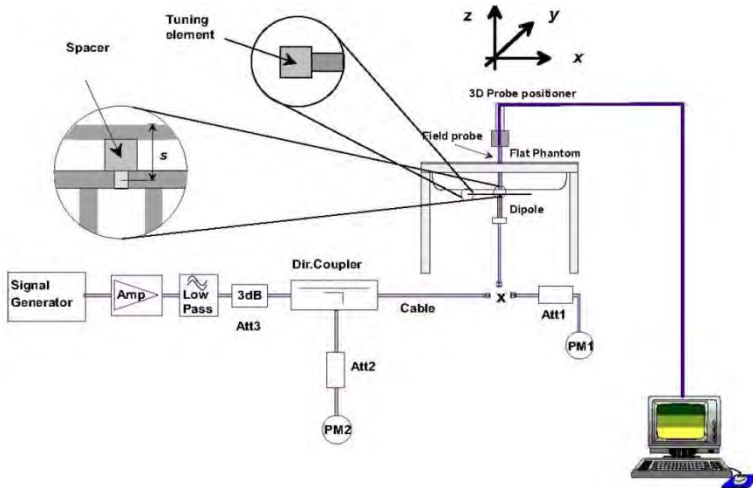 Tuning
element
Spacer
s
z
y
x
3D Probe positioner
Field probe
Flat Phantom
Dipole
Signal
Generator
Amp
Low
Pass
3dB
Att3
Dir.Coupler
Cable
X
Att1
PM1
Att2
PM2